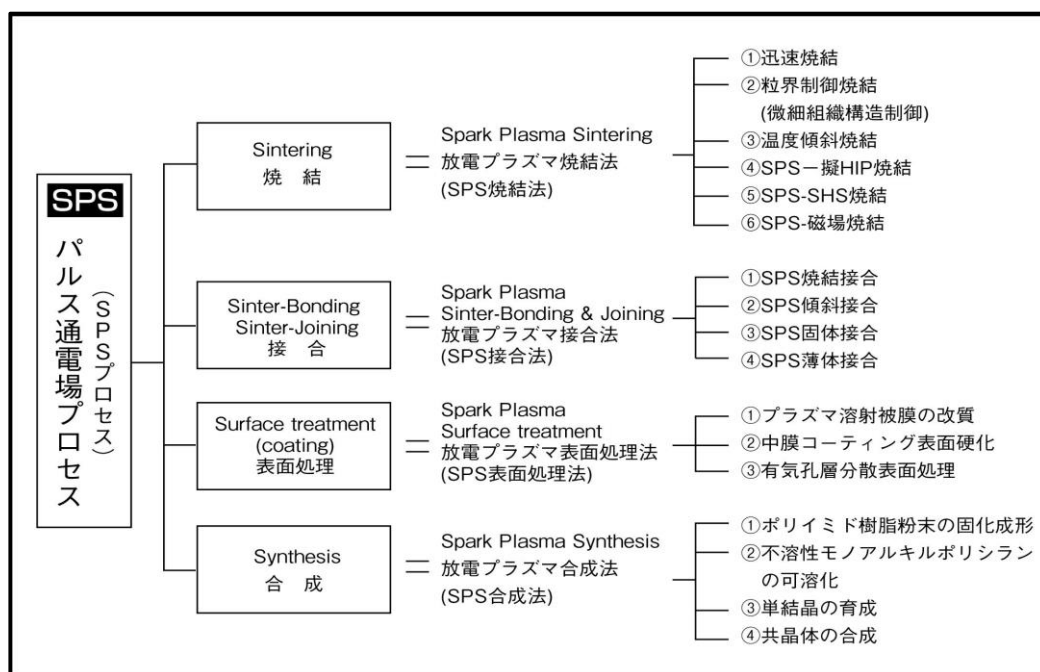 SPS
パルス通電場プロセス
(SPSプロセス)
Sintering
焼　結
Spark Plasma Sintering
放電プラズマ焼結法
(SPS焼結法)
①迅速焼結
②粒界制御焼結
(微細組織構造制御)
③温度傾斜焼結
④SPS－擬HIP焼結
⑤SPS-SHS焼結
⑥SPS-磁場焼結
Sinter-Bonding
Sinter-Joining
接　合
Spark Plasma
Sinter-Bonding & Joining
放電プラズマ接合法
(SPS接合法)
①SPS焼結接合
②SPS傾斜接合
③SPS固体接合
④SPS薄体接合
Surface treatment
(coating)
表面処理
Spark Plasma
Surface treatment
放電プラズマ表面処理法
(SPS表面処理法)
①プラズマ溶射被膜の改質
②中膜コーティング表面硬化
③有気孔層分散表面処理
Synthesis
合　成
Spark Plasma Synthesis
放電プラズマ合成法
(SPS合成法)
①ポリイミド樹脂粉末の固化成形
②不溶性モノアルキルポリシラン
の可溶化
③単結晶の育成
④共晶体の合成